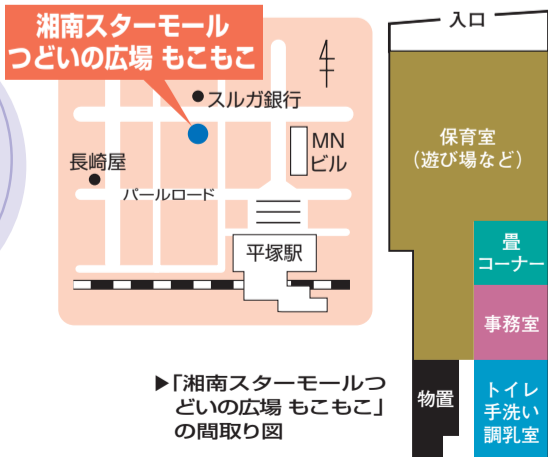 湘南スターモール
つどいの広場 もこもこ
スルガ銀行
MN
ビル
長崎屋
パールロード
平塚駅
▶「湘南スターモールつ
どいの広場 もこもこ」
の間取り図
入口
保育室
（遊び場など）
畳
コーナー
事務室
物置
トイレ
手洗い
調乳室